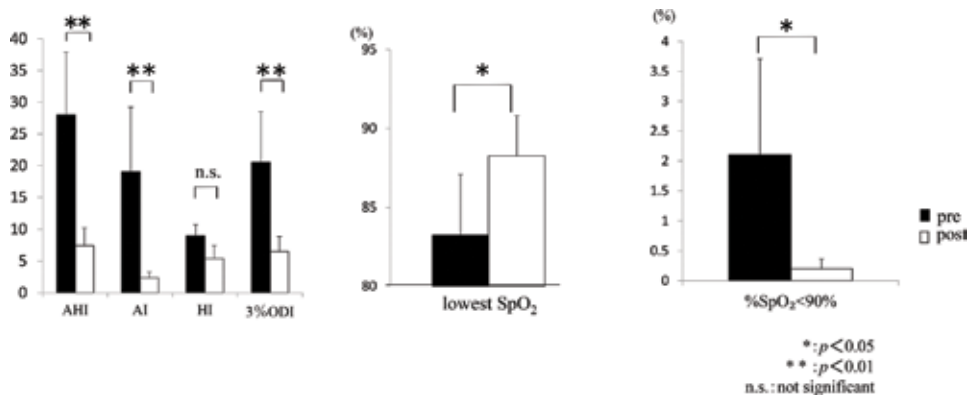 **
40
35
30
25
20
15
10
5
0
**
n.s.
**
AHI
AI
HI
3%ODI
(%)
95
90
85
80
*
lowest SpO₂
(%)
4
3.5
3
2.5
2
1.5
1
0.5
0
*
%SpO₂<90%
pre
post
*:p<0.05
**:p<0.01
n.s.:not significant